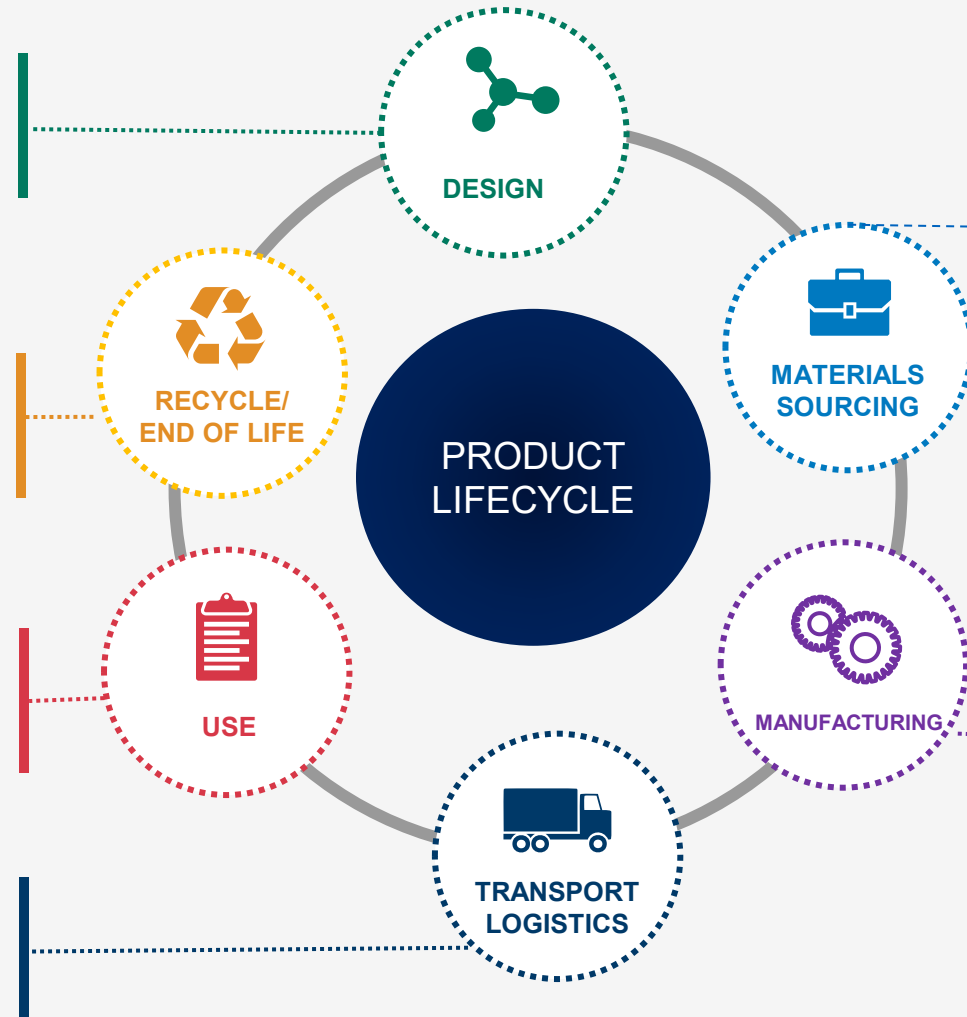 DESIGN
MATERIALS
SOURCING
MANUFACTURING
TRANSPORT
LOGISTICS
USE
RECYCLE/
END OF LIFE
PRODUCT
LIFECYCLE